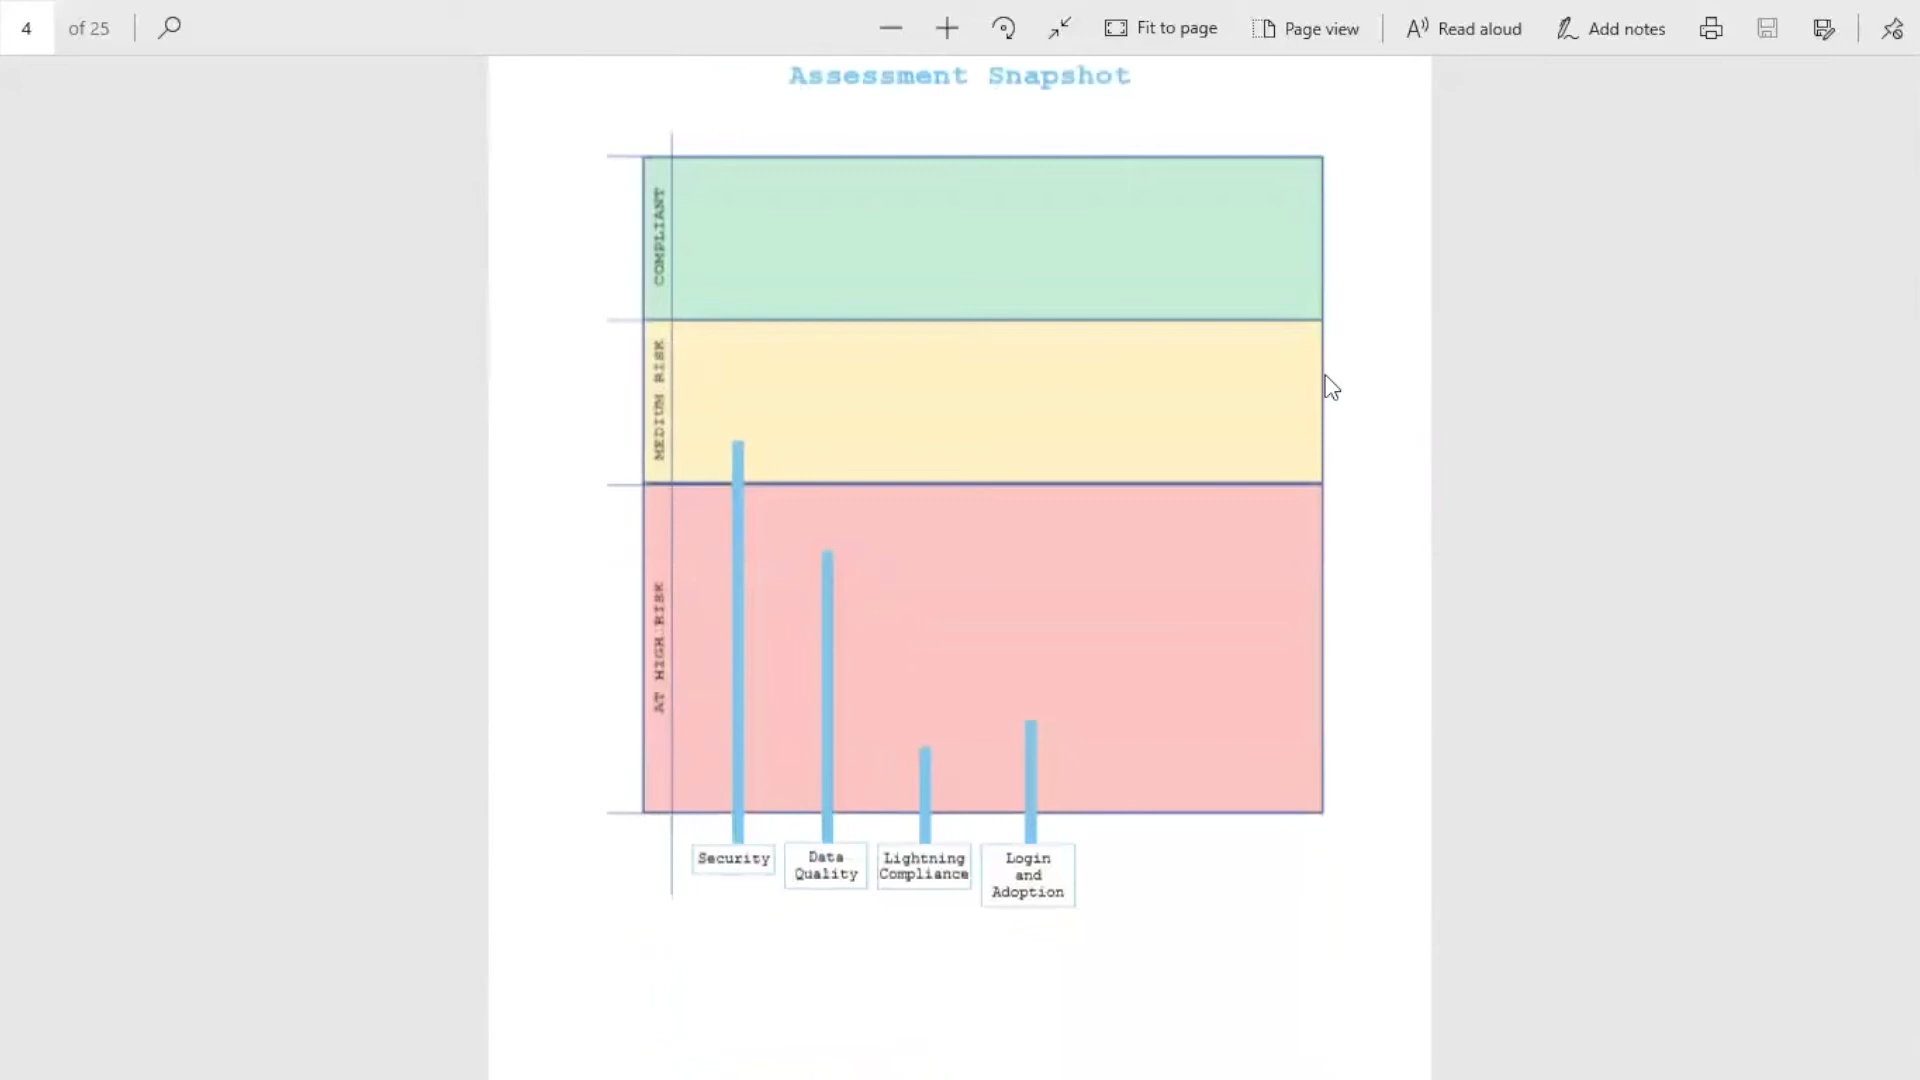 4 of 25 Fit to page Page view Read aloud Add notes
Assessment Snapshot
COMPLIANT
MEDIUM RISK
AT HIGH RISK
Security
Data
Quality
Lightning
Compliance
Login
and
Adoption